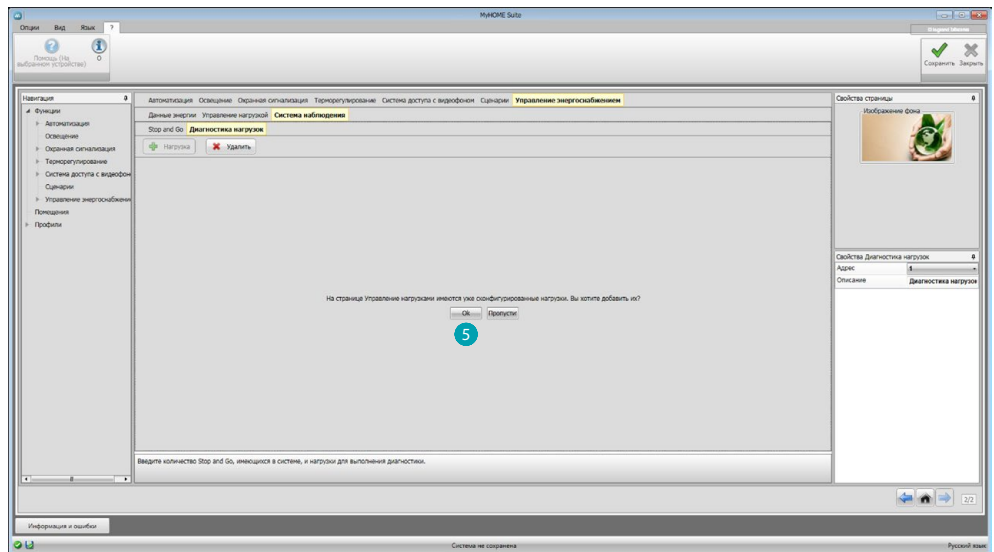 MyHOME Suite
Опции Вид Язык ?
Помощь (На выбранном устройстве)
О
Сохранить Закрыть
Навигация
Функции
Автоматизация
Освещение
Охранная сигнализация
Терморегулирование
Система доступа с видеофон
Сценарии
Управление энергоснабжени
Помещения
Профили
Автоматизация Освещение Охранная сигнализация Терморегулирование Система доступа с видеофоном Сценарии Управление энергоснабжением
Данные энергии Управление нагрузкой Система наблюдения
Stop and Go Диагностика нагрузок
Нагрузка Удалить
На странице Управление нагрузками имеются уже сконфигурированные нагрузки. Вы хотите добавить их?
Ok Пропусти
5
Введите количество Stop and Go, имеющихся в системе, и нагрузки для выполнения диагностики.
Свойства страницы
Изображение фона
Свойства Диагностика нагрузок
Адрес 1
Описание Диагностика нагрузок
2/2
Информация и ошибки
Система не сохранена
Русский язык